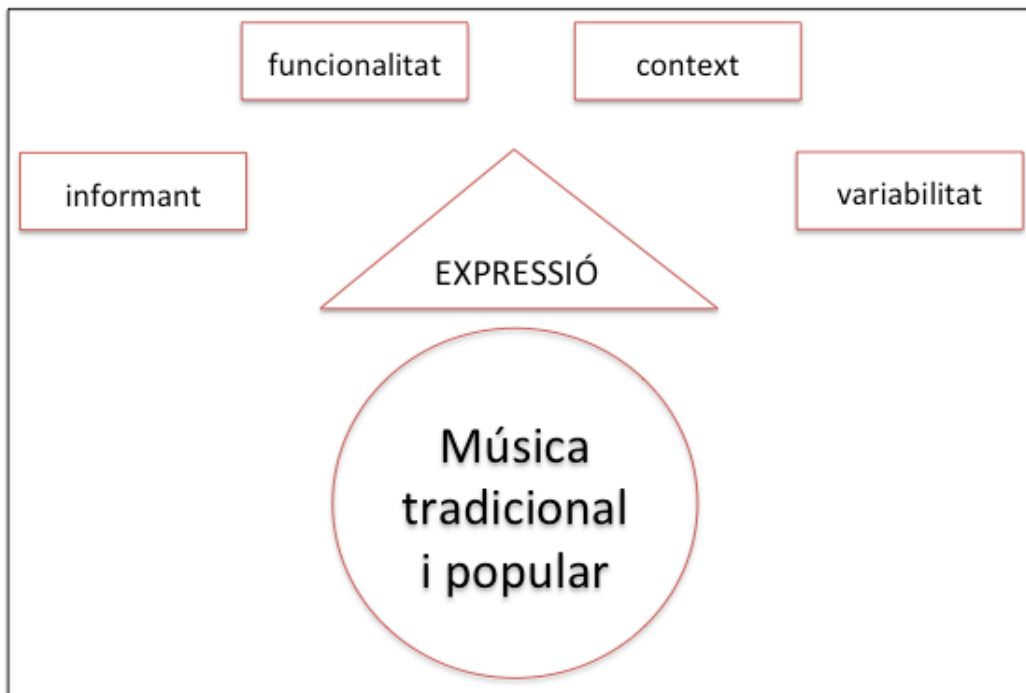 funcionalitat
context
informant
variabilitat
EXPRESSIÓ
Música
tradicional
i popular